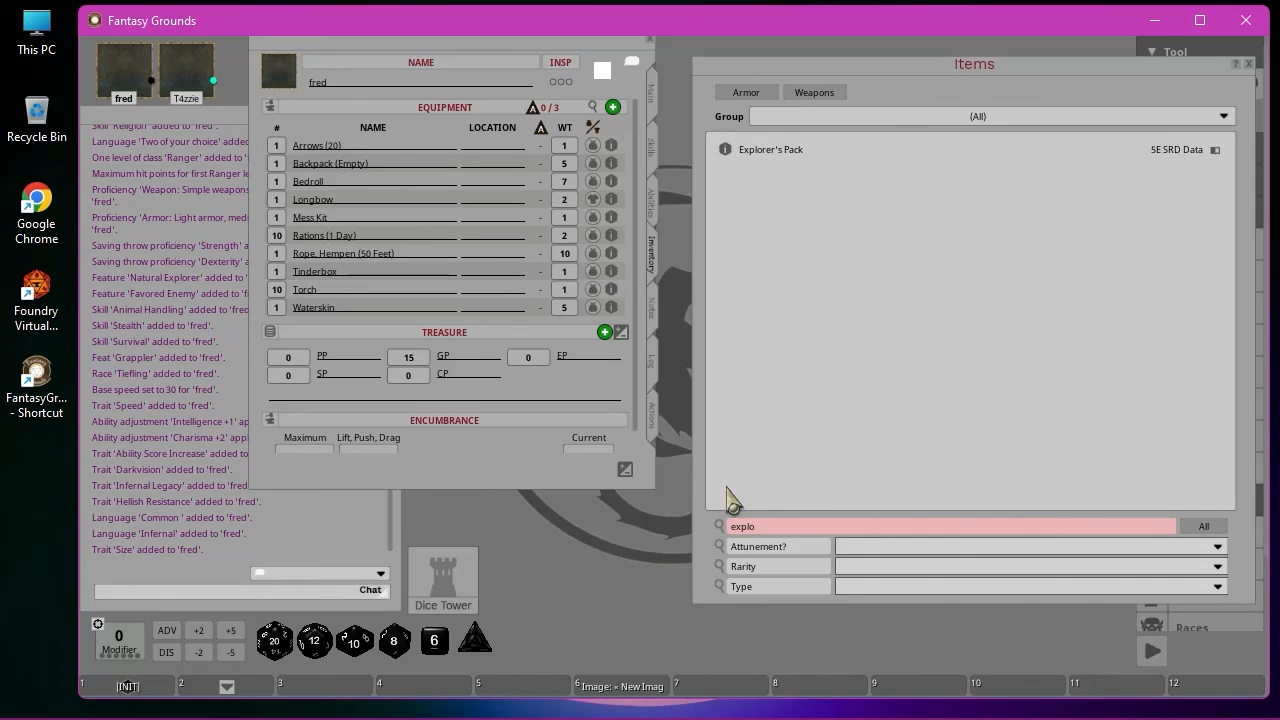 This PC
Recycle Bin
Google
Chrome
Foundry
Virtual...
FantasyGr...
- Shortcut
Fantasy Grounds
fred
T4zzie
Skill 'Religion' added to 'fred'.
Language 'Two of your choice' added
One level of class 'Ranger' added to '
Maximum hit points for first Ranger le
Proficiency 'Weapon: Simple weapons
'fred'.
Proficiency 'Armor: Light armor, medi
'fred'.
Saving throw proficiency 'Strength' a
Saving throw proficiency 'Dexterity' a
Feature 'Natural Explorer' added to 'f
Feature 'Favored Enemy' added to 'f
Skill 'Animal Handling' added to 'fred'
Skill 'Stealth' added to 'fred'.
Skill 'Survival' added to 'fred'.
Feat 'Grappler' added to 'fred'.
Race 'Tiefling' added to 'fred'.
Base speed set to 30 for 'fred'.
Trait 'Speed' added to 'fred'.
Ability adjustment 'Intelligence +1' app
Ability adjustment 'Charisma +2' appl
Trait 'Ability Score Increase' added to
Trait 'Darkvision' added to 'fred'.
Trait 'Infernal Legacy' added to 'fred'.
Trait 'Hellish Resistance' added to 'fred'.
Language 'Common ' added to 'fred'.
Language 'Infernal' added to 'fred'.
Trait 'Size' added to 'fred'.
Chat
NAME
INSP
fred
EQUIPMENT
A 0 / 3
# NAME LOCATION A WT
1 Arrows (20) - 1
1 Backpack (Empty) - 5
1 Bedroll - 7
1 Longbow - 2
1 Mess Kit - 1
10 Rations (1 Day) - 2
1 Rope, Hempen (50 Feet) - 10
1 Tinderbox - 1
10 Torch - 1
1 Waterskin - 5
TREASURE
0 PP 15 GP 0 EP
0 SP 0 CP
ENCUMBRANCE
Maximum Lift, Push, Drag Current
Main
Skills
Abilities
Inventory
Notes
Log
Actions
Items
? X
Armor Weapons
Group (All)
Explorer's Pack 5E SRD Data
explo All
Attunement?
Rarity
Type
Tool
Races
Dice Tower
0
Modifier
ADV +2 +5
DIS -2 -5
20 12 10 8 6
1 [INIT] 2 3 4 5 6 Image: « New Imag 7 8 9 10 11 12